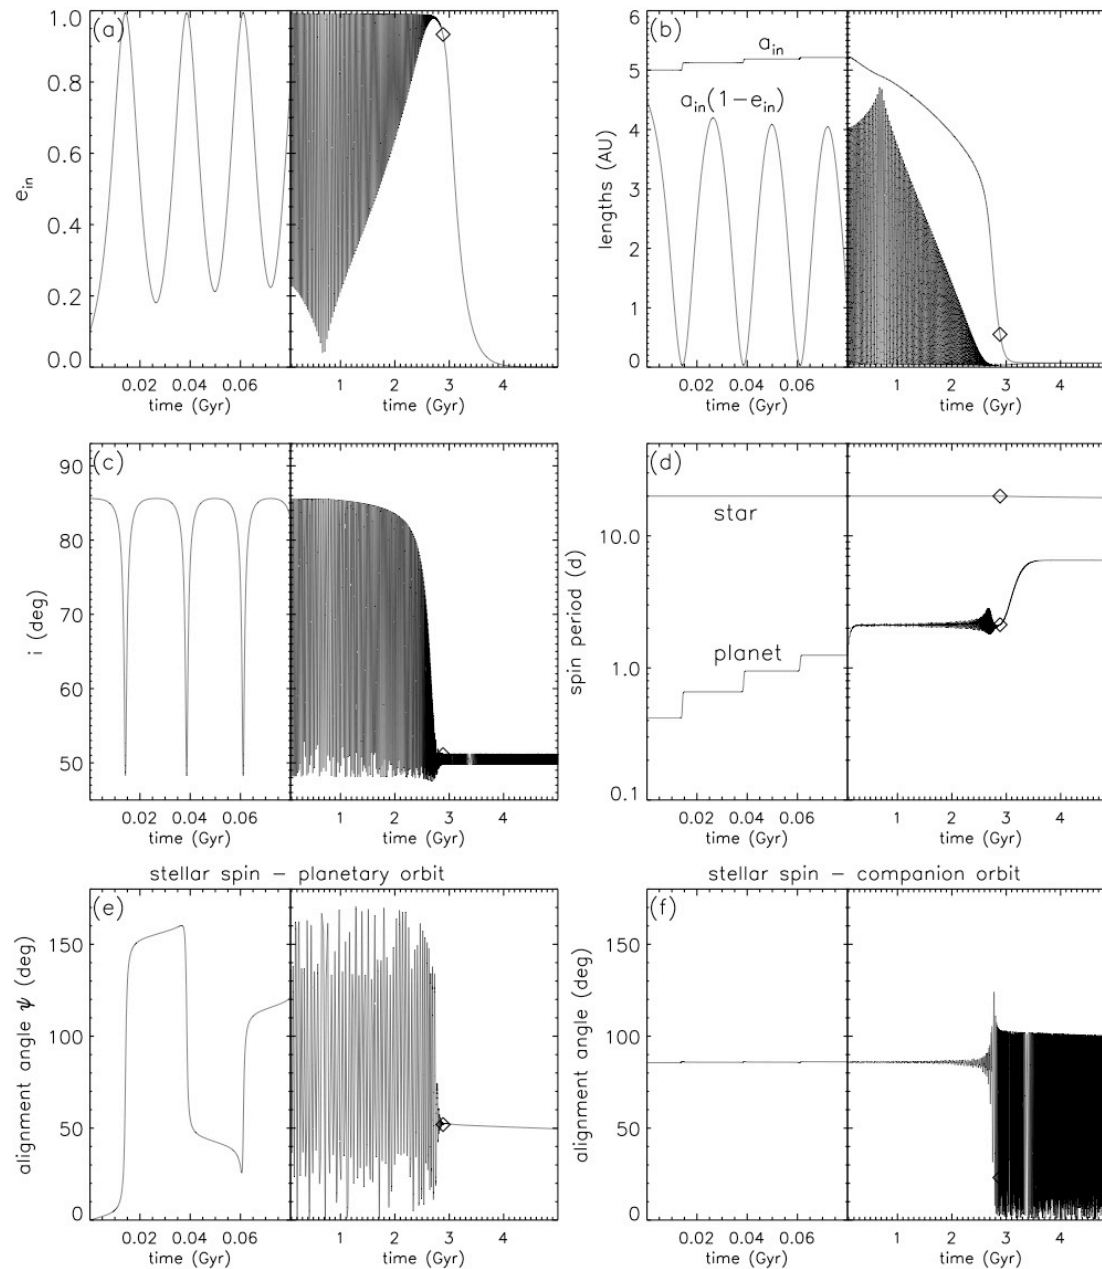 (a)
1.0
0.8
0.6
0.4
0.2
0.0
e_in
0.02 0.04 0.06
1 2 3 4
time (Gyr) time (Gyr)
(b)
a_in
a_in(1−e_in)
5
4
3
2
1
0
lengths (AU)
0.02 0.04 0.06
1 2 3 4
time (Gyr) time (Gyr)
(c)
90
80
70
60
50
i (deg)
0.02 0.04 0.06
1 2 3 4
time (Gyr) time (Gyr)
(d)
star
planet
10.0
1.0
0.1
spin period (d)
0.02 0.04 0.06
1 2 3 4
time (Gyr) time (Gyr)
stellar spin − planetary orbit
(e)
150
100
50
0
alignment angle ψ (deg)
0.02 0.04 0.06
1 2 3 4
time (Gyr) time (Gyr)
stellar spin − companion orbit
(f)
150
100
50
0
alignment angle (deg)
0.02 0.04 0.06
1 2 3 4
time (Gyr) time (Gyr)